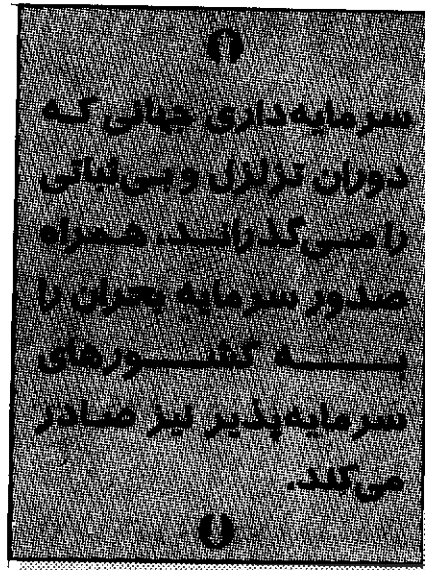 سرمایه‌داری جهانی که
دوران تزلزل و بی‌ثباتی
را می‌گذراند، همراه
صدور سرمایه بحران را
به کشورهای
سرمایه‌پذیر نیز صادر
می‌کند.